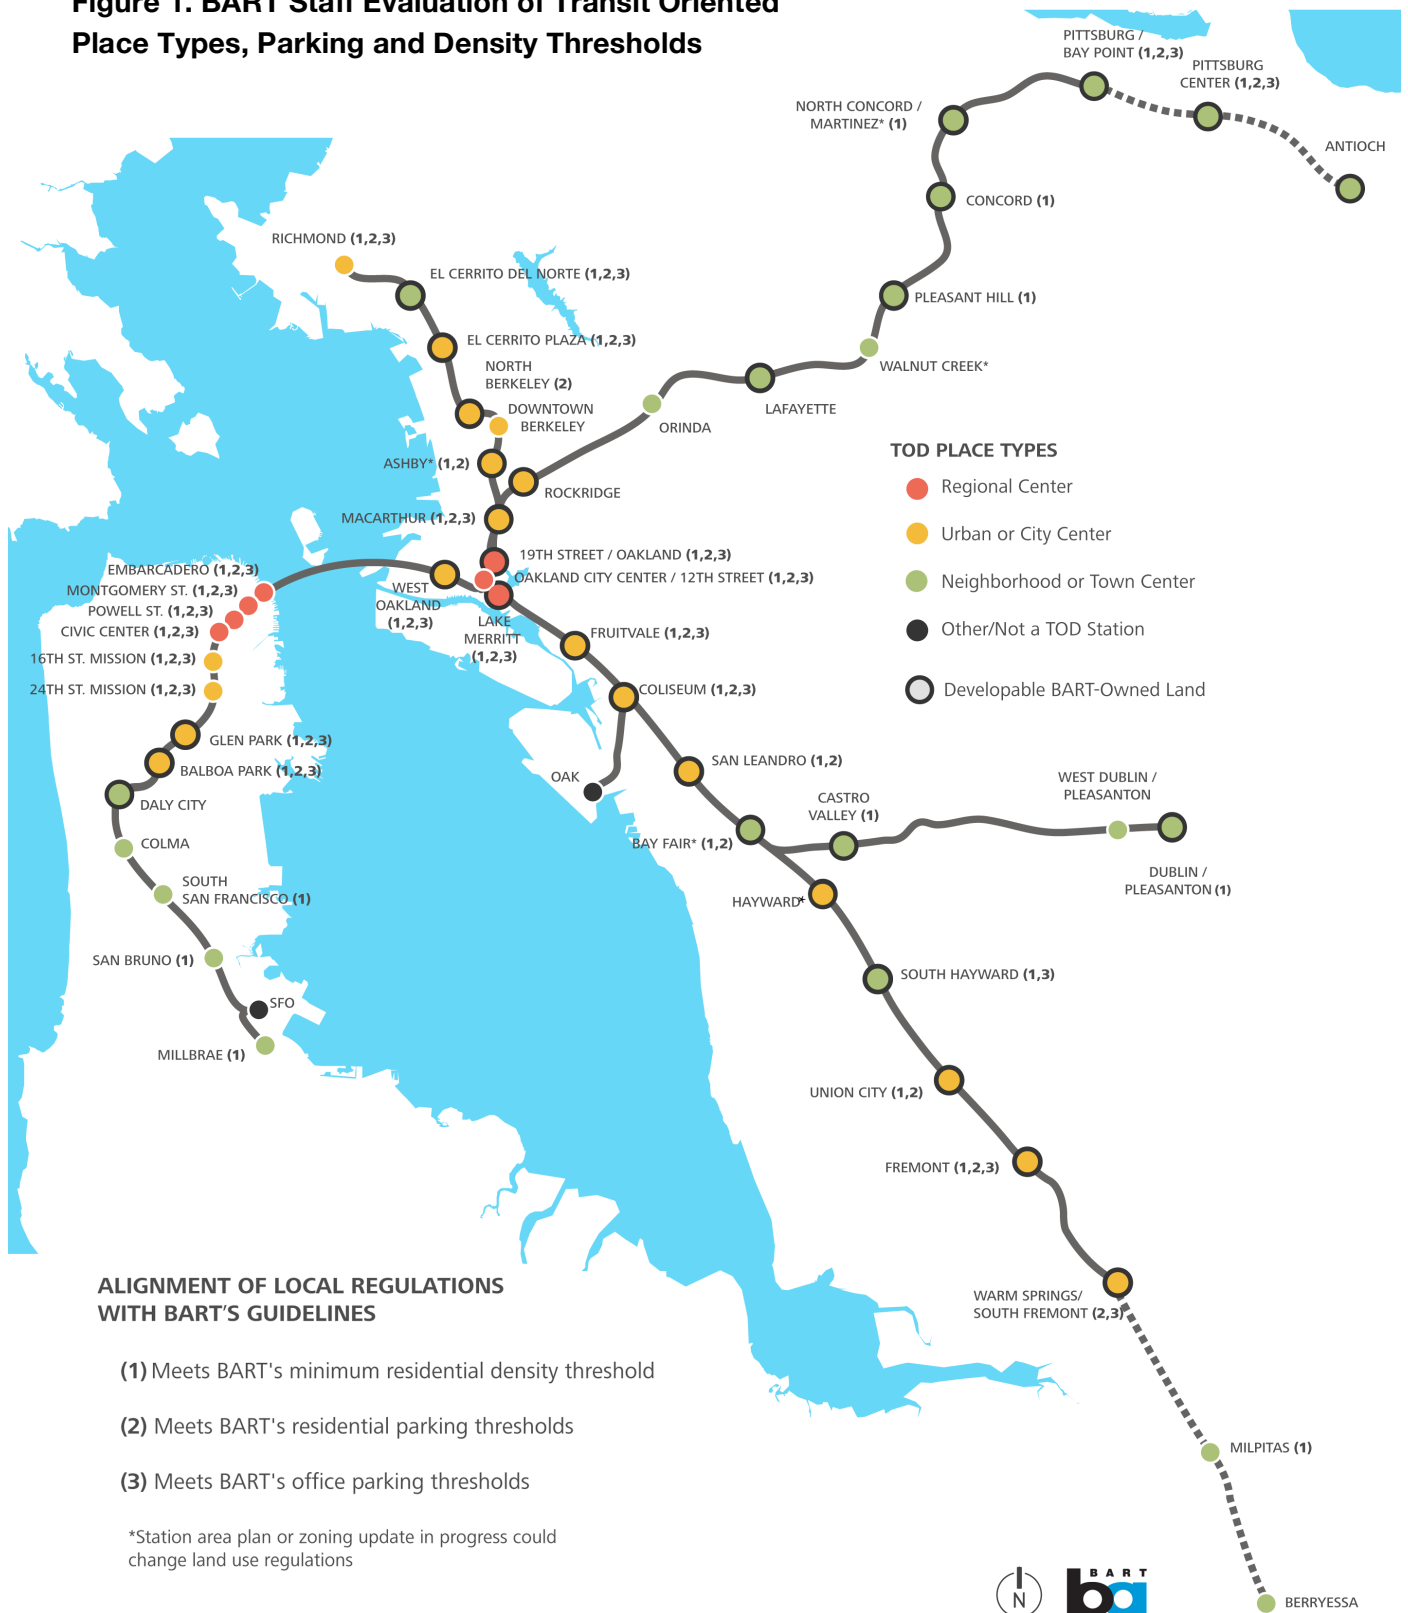 Figure 1. BART Staff Evaluation of Transit Oriented
Place Types, Parking and Density Thresholds
PITTSBURG /
BAY POINT (1,2,3)
PITTSBURG
CENTER (1,2,3)
NORTH CONCORD /
MARTINEZ* (1)
ANTIOCH
CONCORD (1)
RICHMOND (1,2,3)
EL CERRITO DEL NORTE (1,2,3)
PLEASANT HILL (1)
EL CERRITO PLAZA (1,2,3)
NORTH
BERKELEY (2)
WALNUT CREEK*
DOWNTOWN
BERKELEY
LAFAYETTE
ORINDA
ASHBY* (1,2)
ROCKRIDGE
MACARTHUR (1,2,3)
19TH STREET / OAKLAND (1,2,3)
OAKLAND CITY CENTER / 12TH STREET (1,2,3)
TOD PLACE TYPES
Regional Center
Urban or City Center
Neighborhood or Town Center
Other/Not a TOD Station
Developable BART-Owned Land
EMBARCADERO (1,2,3)
MONTGOMERY ST. (1,2,3)
POWELL ST. (1,2,3)
CIVIC CENTER (1,2,3)
16TH ST. MISSION (1,2,3)
24TH ST. MISSION (1,2,3)
WEST
OAKLAND
(1,2,3)
LAKE
MERRITT
(1,2,3)
FRUITVALE (1,2,3)
COLISEUM (1,2,3)
GLEN PARK (1,2,3)
BALBOA PARK (1,2,3)
DALY CITY
COLMA
SOUTH
SAN FRANCISCO (1)
SAN BRUNO (1)
SFO
MILLBRAE (1)
OAK
SAN LEANDRO (1,2)
CASTRO
VALLEY (1)
WEST DUBLIN /
PLEASANTON
BAY FAIR* (1,2)
DUBLIN /
PLEASANTON (1)
HAYWARD*
SOUTH HAYWARD (1,3)
UNION CITY (1,2)
FREMONT (1,2,3)
WARM SPRINGS/
SOUTH FREMONT (2,3)
MILPITAS (1)
BERRYESSA
ALIGNMENT OF LOCAL REGULATIONS
WITH BART'S GUIDELINES
(1) Meets BART's minimum residential density threshold
(2) Meets BART's residential parking thresholds
(3) Meets BART's office parking thresholds
*Station area plan or zoning update in progress could
change land use regulations
N
BART
ba